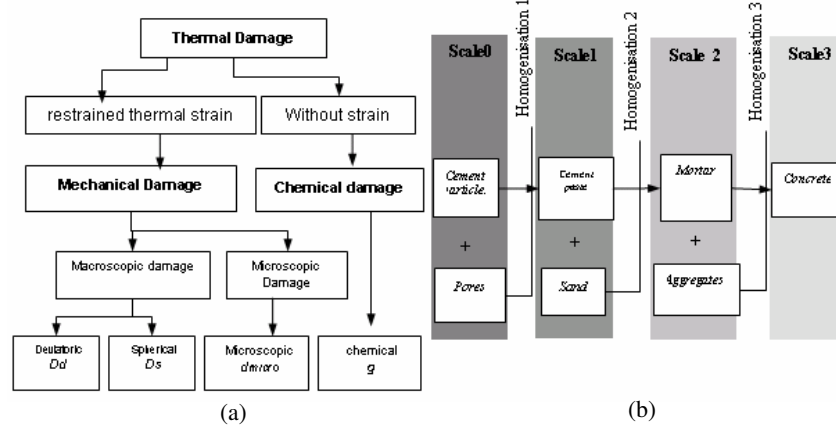 Thermal Damage
restrained thermal strain
Without strain
Mechanical Damage
Chemical damage
Macroscopic damage
Microscopic
Damage
Deviatoric
Dd
Spherical
Ds
Microscopic
dmicro
chemical
g
(a)
Scale0
Homogenisation 1
Scale1
Homogenisation 2
Scale 2
Homogenisation 3
Scale3
Cement
particle.
Cement
paste
Mortar
Concrete
+
+
+
Pores
Sand
Aggregates
(b)